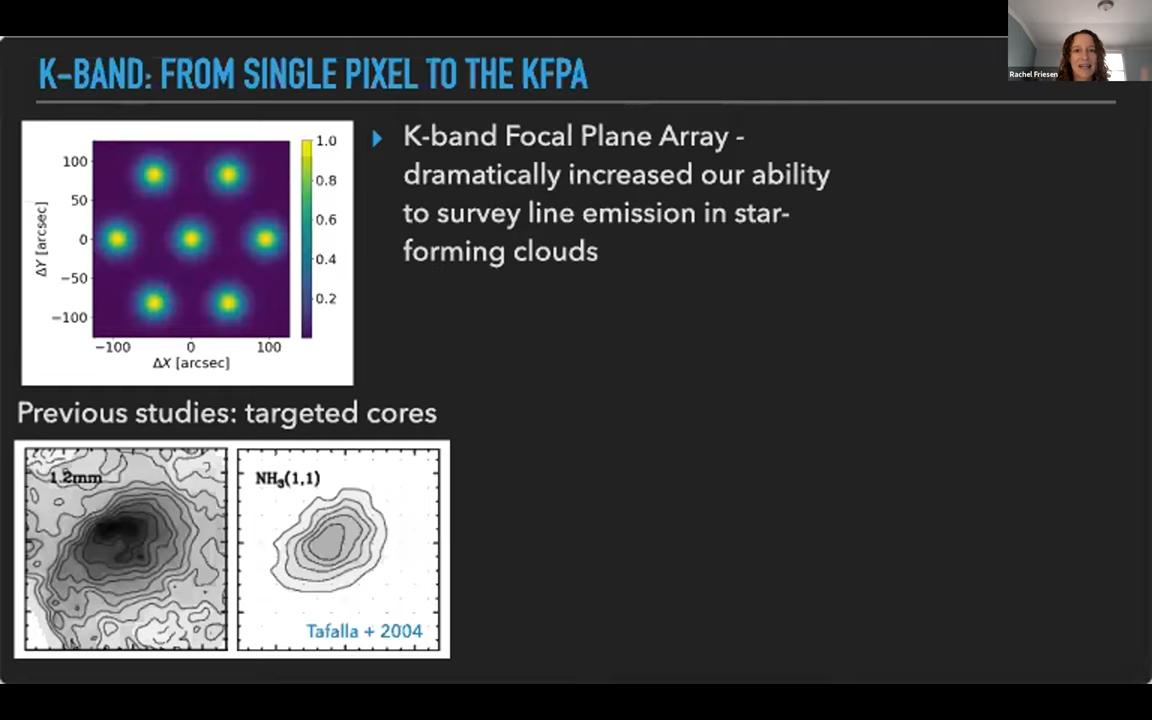 K-BAND: FROM SINGLE PIXEL TO THE KFPA
Rachel Friesen
K-band Focal Plane Array -
dramatically increased our ability
to survey line emission in star-
forming clouds
100
50
0
−50
−100
ΔY [arcsec]
−100
0
100
ΔX [arcsec]
1.0
0.8
0.6
0.4
0.2
Previous studies: targeted cores
1.2mm
NH₃(1,1)
Tafalla + 2004